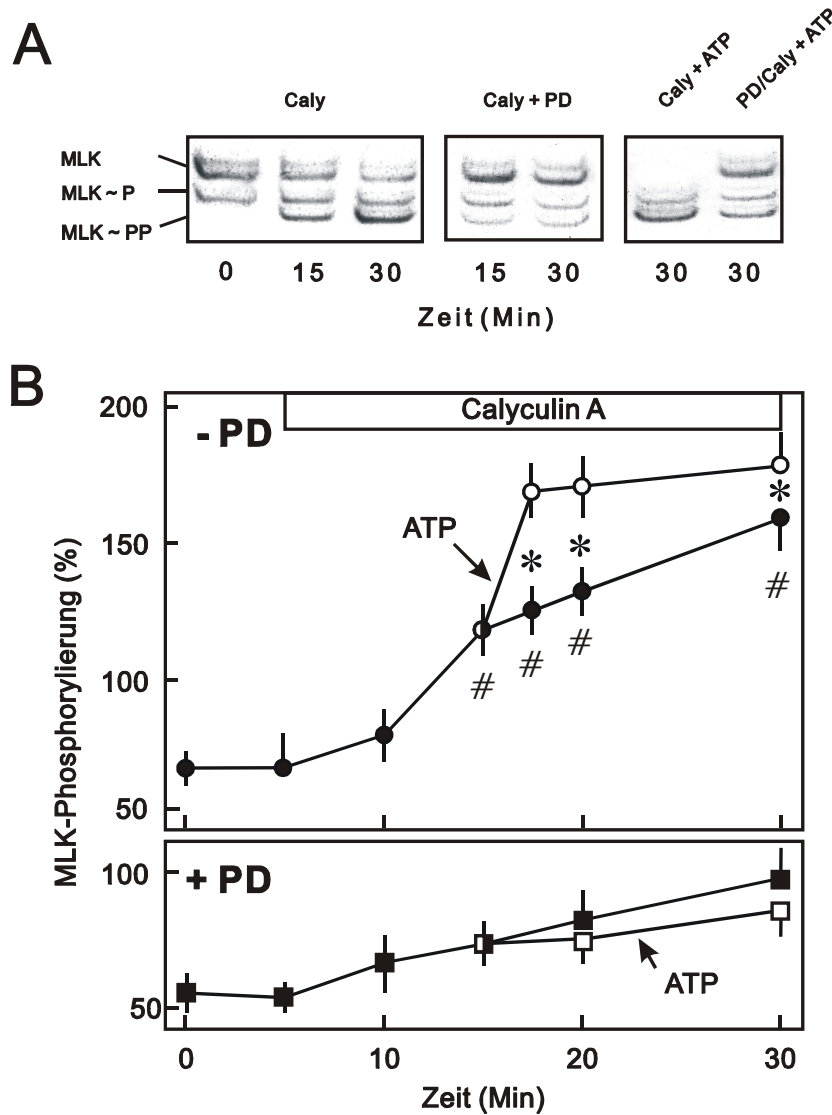 A
Caly
Caly + PD
Caly + ATP
PD/Caly + ATP
MLK
MLK ~ P
MLK ~ PP
0 15 30
15 30
30 30
Zeit (Min)
B
200
150
100
50
Calyculin A
- PD
ATP
* * *
# # # #
MLK-Phosphorylierung (%)
100
50
+ PD
ATP
0 10 20 30
Zeit (Min)